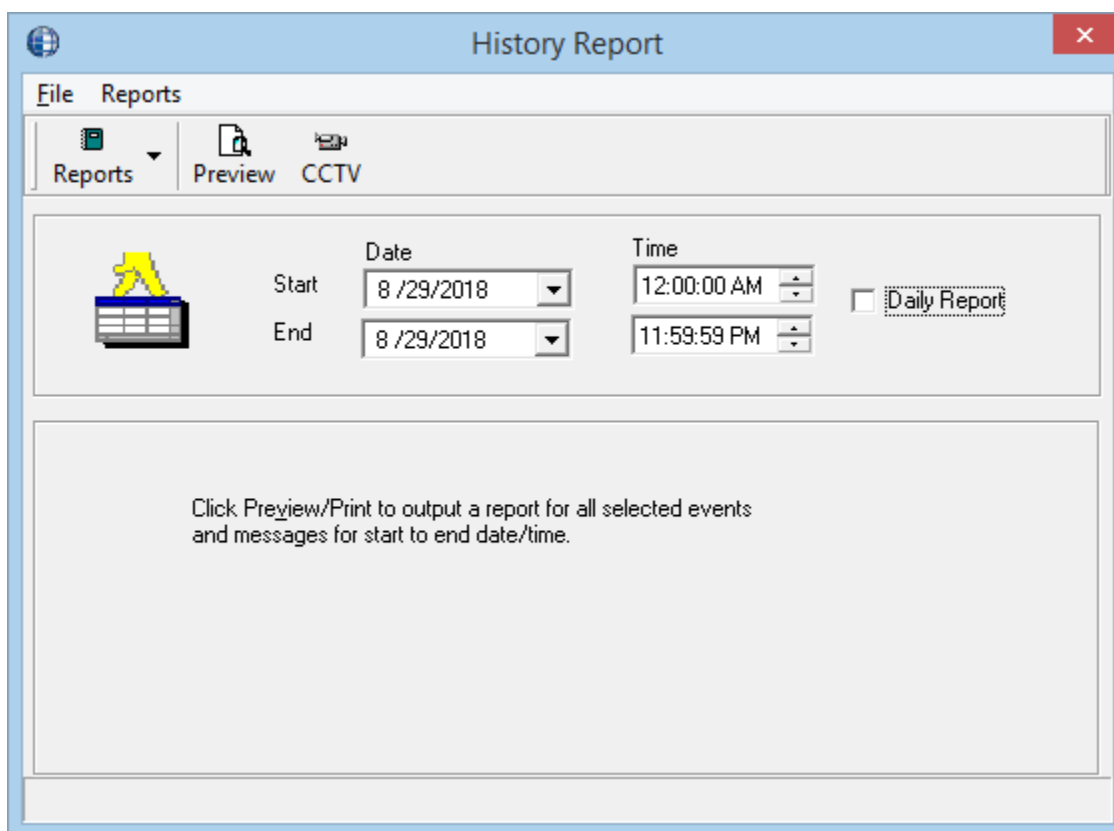 History Report
File Reports
Reports Preview CCTV
Date Time
Start 8 /29/2018 12:00:00 AM Daily Report
End 8 /29/2018 11:59:59 PM
Click Preview/Print to output a report for all selected events
and messages for start to end date/time.